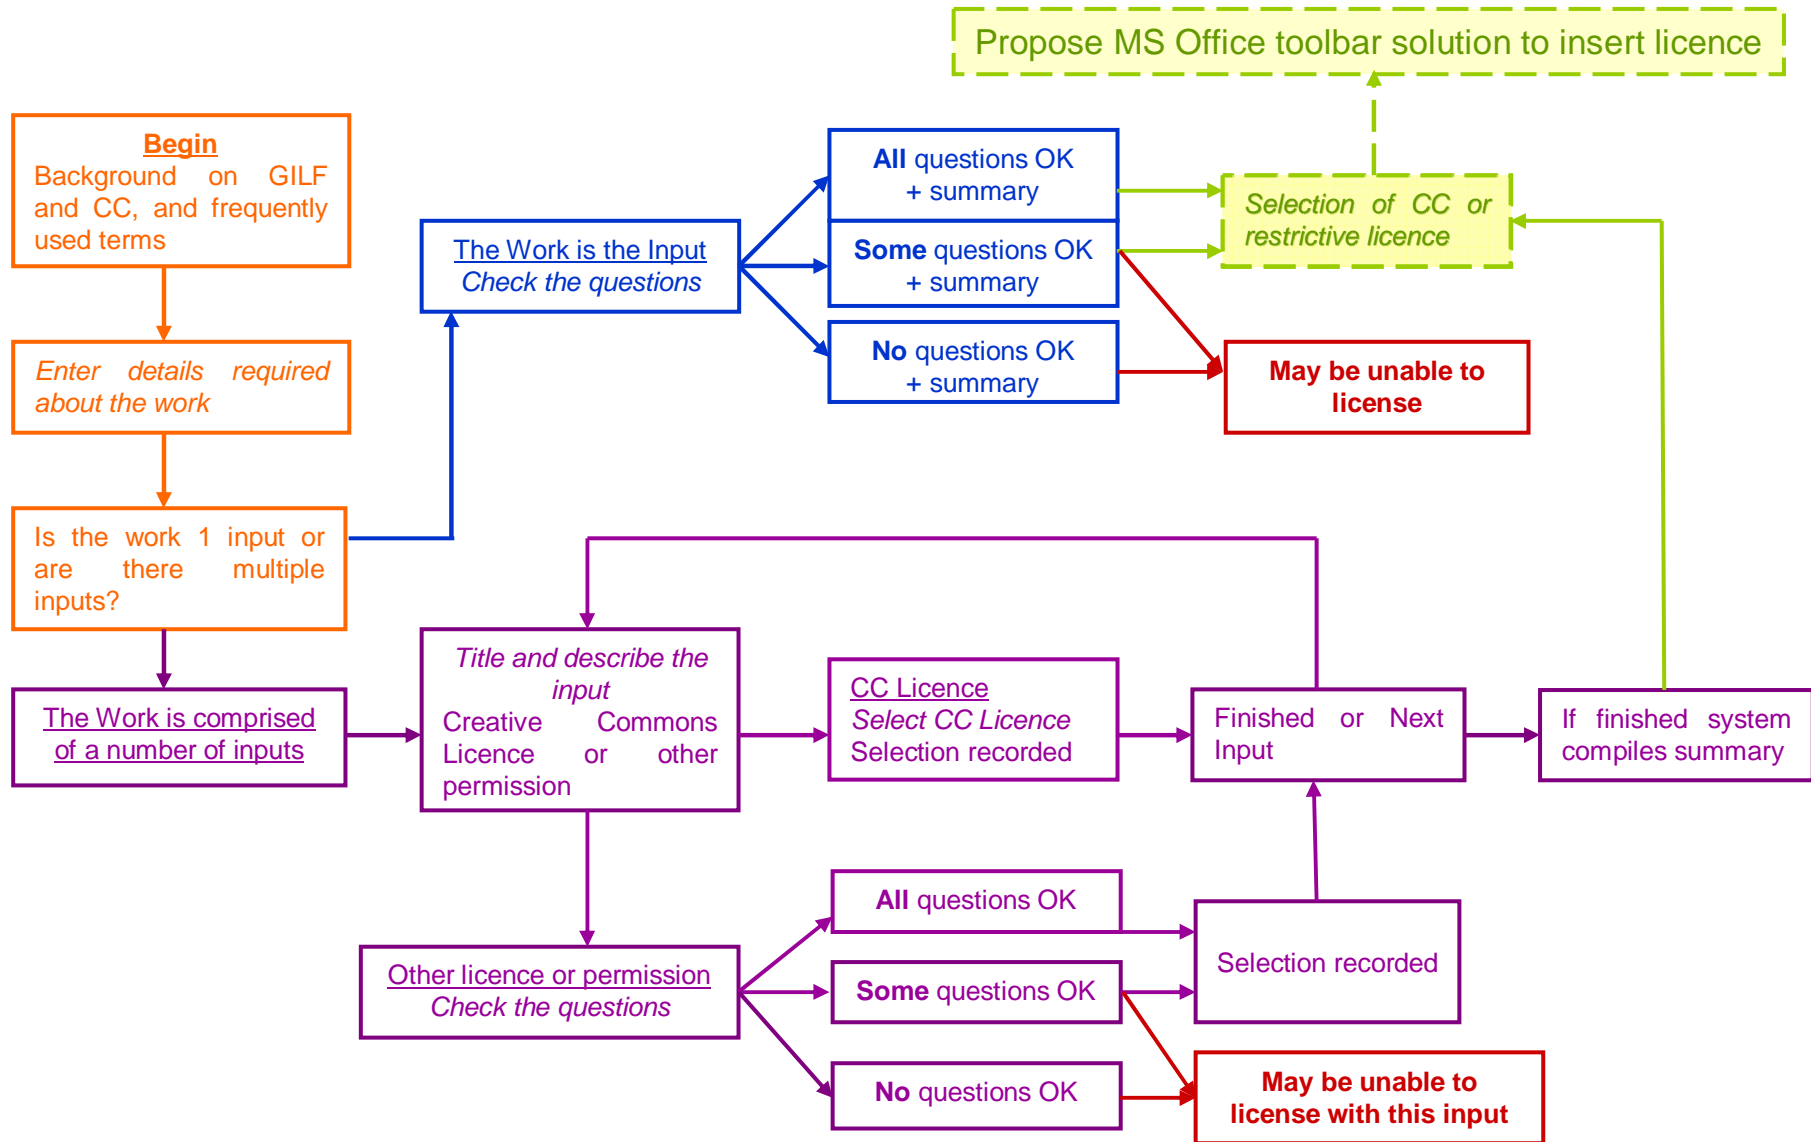 Propose MS Office toolbar solution to insert licence
Begin
Background on GILF
and CC, and frequently
used terms
Enter details required
about the work
Is the work 1 input or
are there multiple
inputs?
The Work is the Input
Check the questions
All questions OK
+ summary
Some questions OK
+ summary
No questions OK
+ summary
Selection of CC or
restrictive licence
May be unable to
license
The Work is comprised
of a number of inputs
Title and describe the
input
Creative Commons
Licence or other
permission
CC Licence
Select CC Licence
Selection recorded
Finished or Next
Input
If finished system
compiles summary
Other licence or permission
Check the questions
All questions OK
Some questions OK
No questions OK
Selection recorded
May be unable to
license with this input